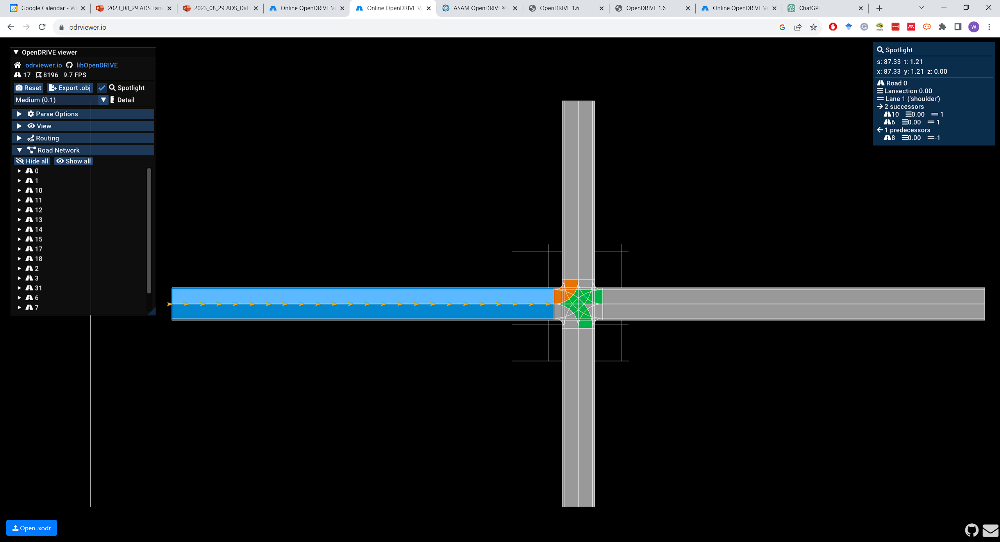 Google Calendar - W
2023_08_29 ADS Lane
2023_08_29 ADS_Dat
Online OpenDRIVE Vi
Online OpenDRIVE Vi
ASAM OpenDRIVE®
OpenDRIVE 1.6
OpenDRIVE 1.6
Online OpenDRIVE Vi
ChatGPT
odrviewer.io
W
OpenDRIVE viewer
odrviewer.io libOpenDRIVE
17 8196 9.7 FPS
Reset Export .obj Spotlight
Medium (0.1) Detail
Parse Options
View
Routing
Road Network
Hide all Show all
0
1
10
11
12
13
14
15
17
18
2
3
31
6
7
Spotlight
s: 87.33 t: 1.21
x: 87.33 y: 1.21 z: 0.00
Road 0
Lansection 0.00
Lane 1 ('shoulder')
2 successors
10 0.00 1
6 0.00 1
1 predecessors
8 0.00 -1
Open .xodr